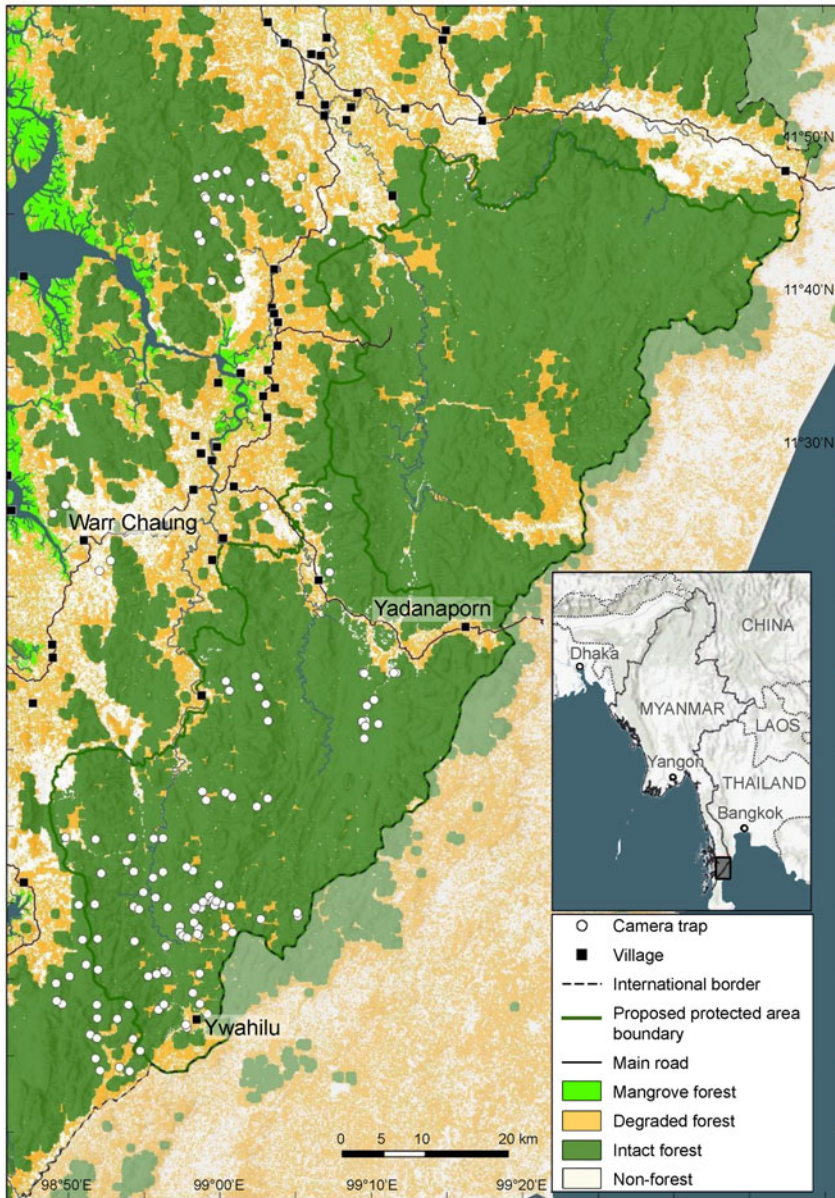 11°50'N
11°40'N
11°30'N
Warr Chaung
Yadanaporn
Ywahilu
CHINA
Dhaka
MYANMAR
LAOS
Yangon
THAILAND
Bangkok
Camera trap
Village
International border
Proposed protected area
boundary
Main road
Mangrove forest
Degraded forest
Intact forest
Non-forest
0 5 10 20 km
98°50'E 99°00'E 99°10'E 99°20'E